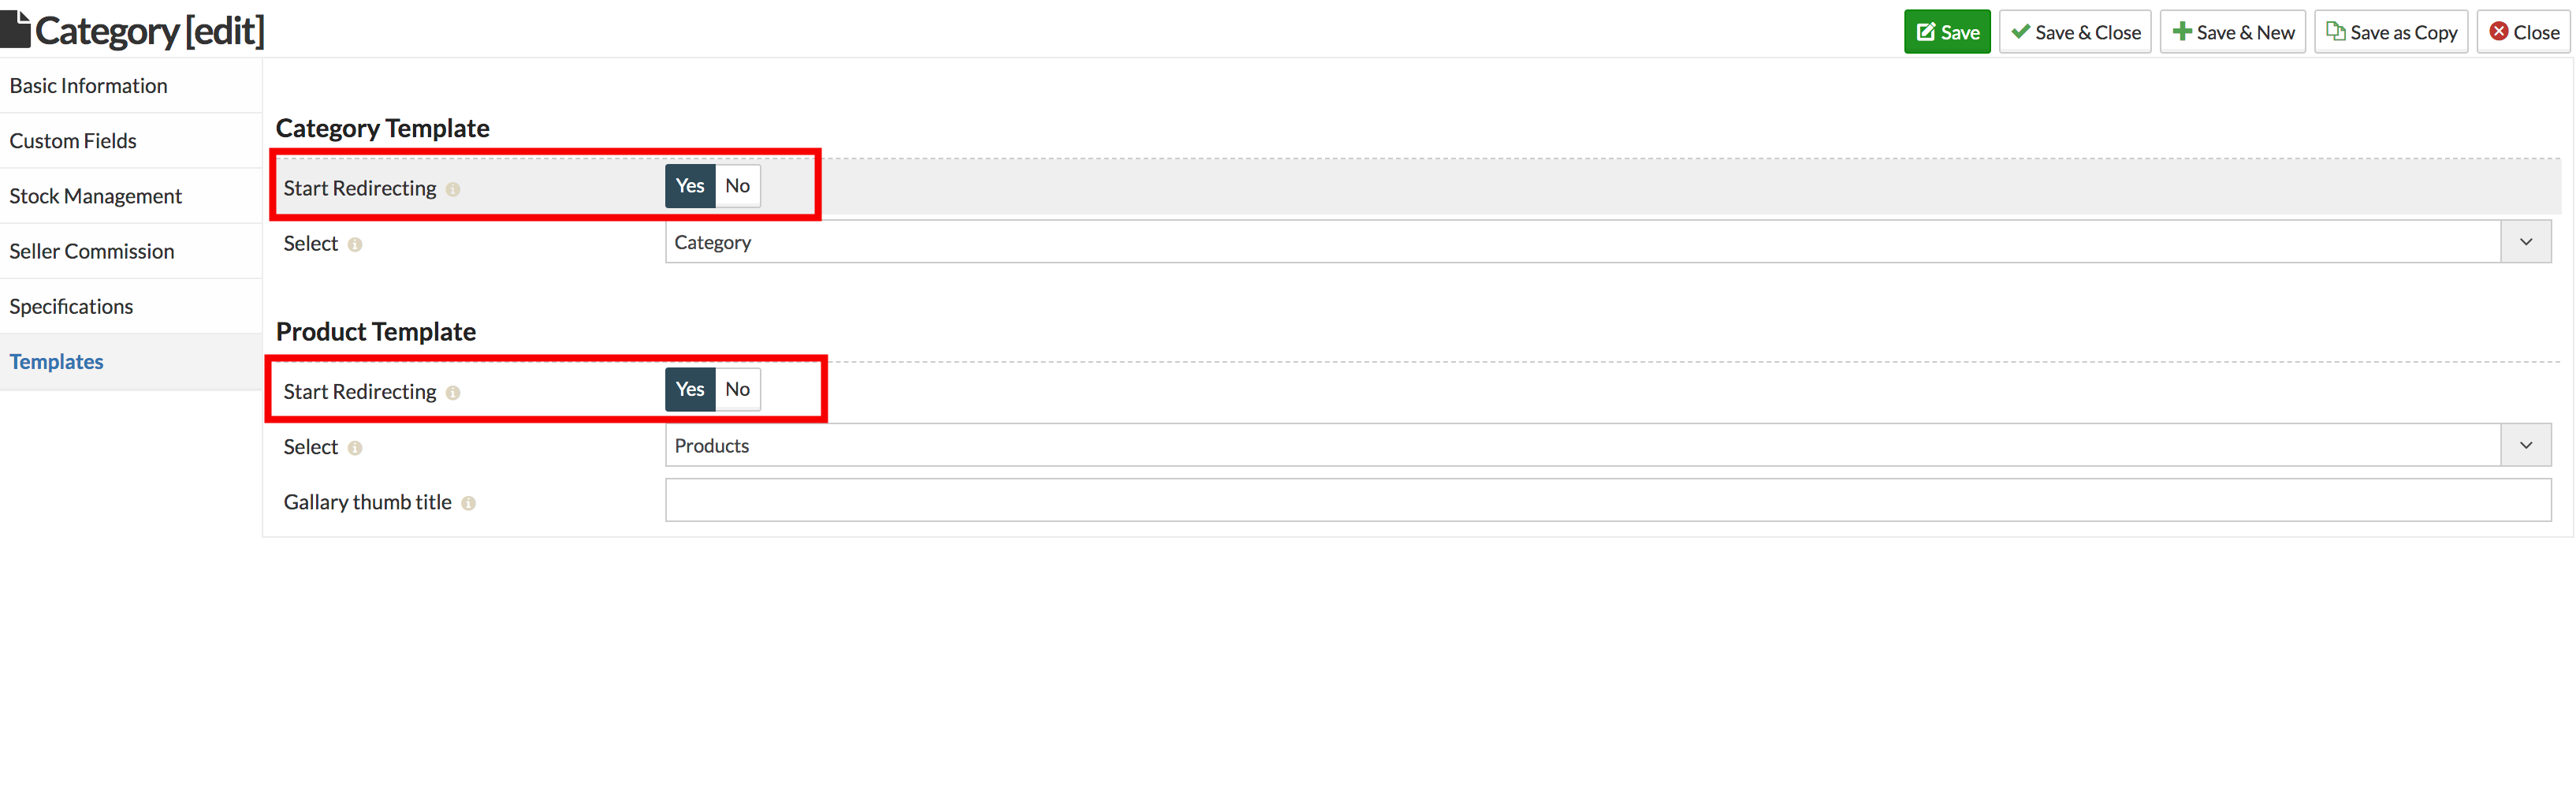 Category [edit]
Save
Save & Close
Save & New
Save as Copy
Close
Basic Information
Custom Fields
Stock Management
Seller Commission
Specifications
Templates
Category Template
Start Redirecting
Yes No
Select
Category
Product Template
Start Redirecting
Yes No
Select
Products
Gallary thumb title